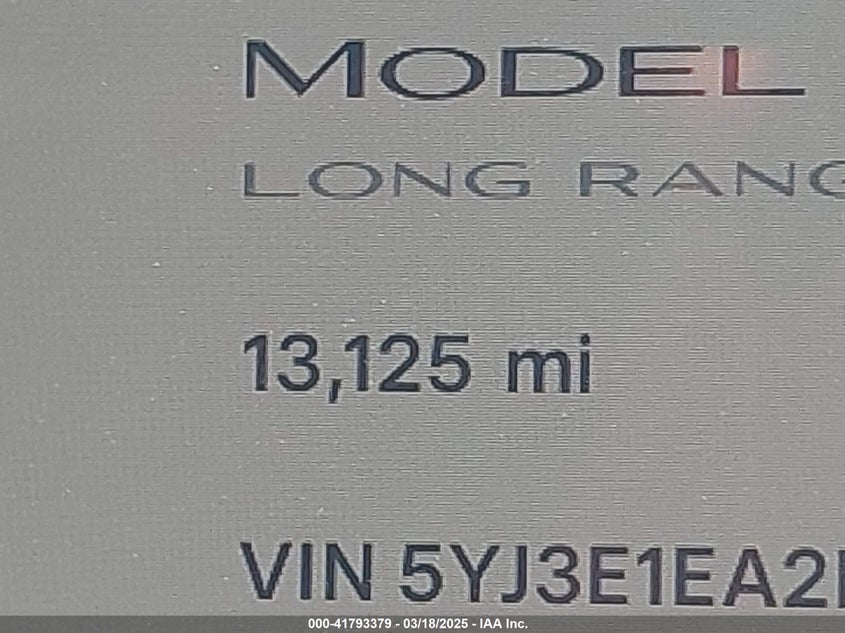 MODEL
LONG RANG
13,125 mi
VIN 5YJ3E1EA2
000-41793379 - 03/18/2025 - IAA Inc.